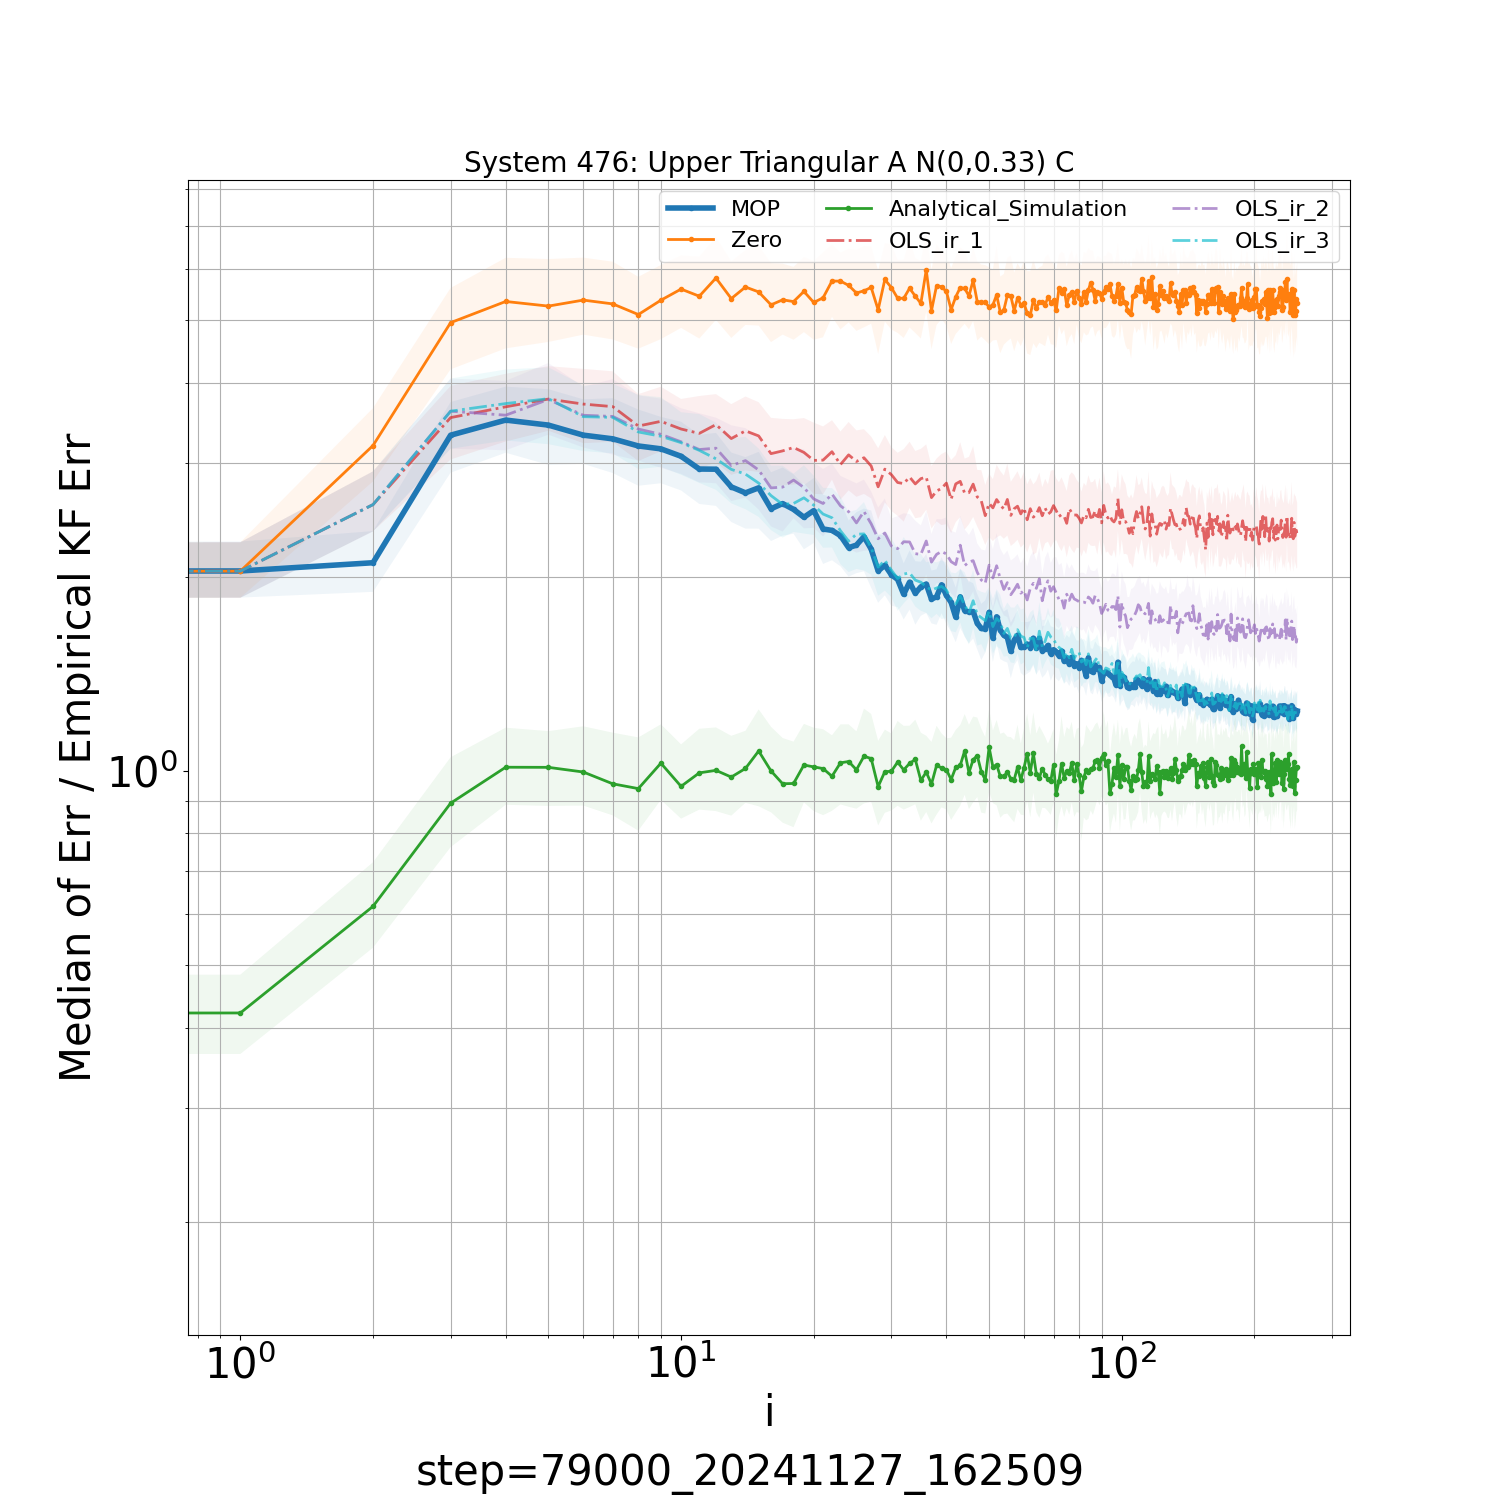 System 476: Upper Triangular A N(0,0.33) C
MOP
Zero
Analytical_Simulation
OLS_ir_1
OLS_ir_2
OLS_ir_3
Median of Err / Empirical KF Err
10⁰
10⁰ 10¹ 10²
i
step=79000_20241127_162509